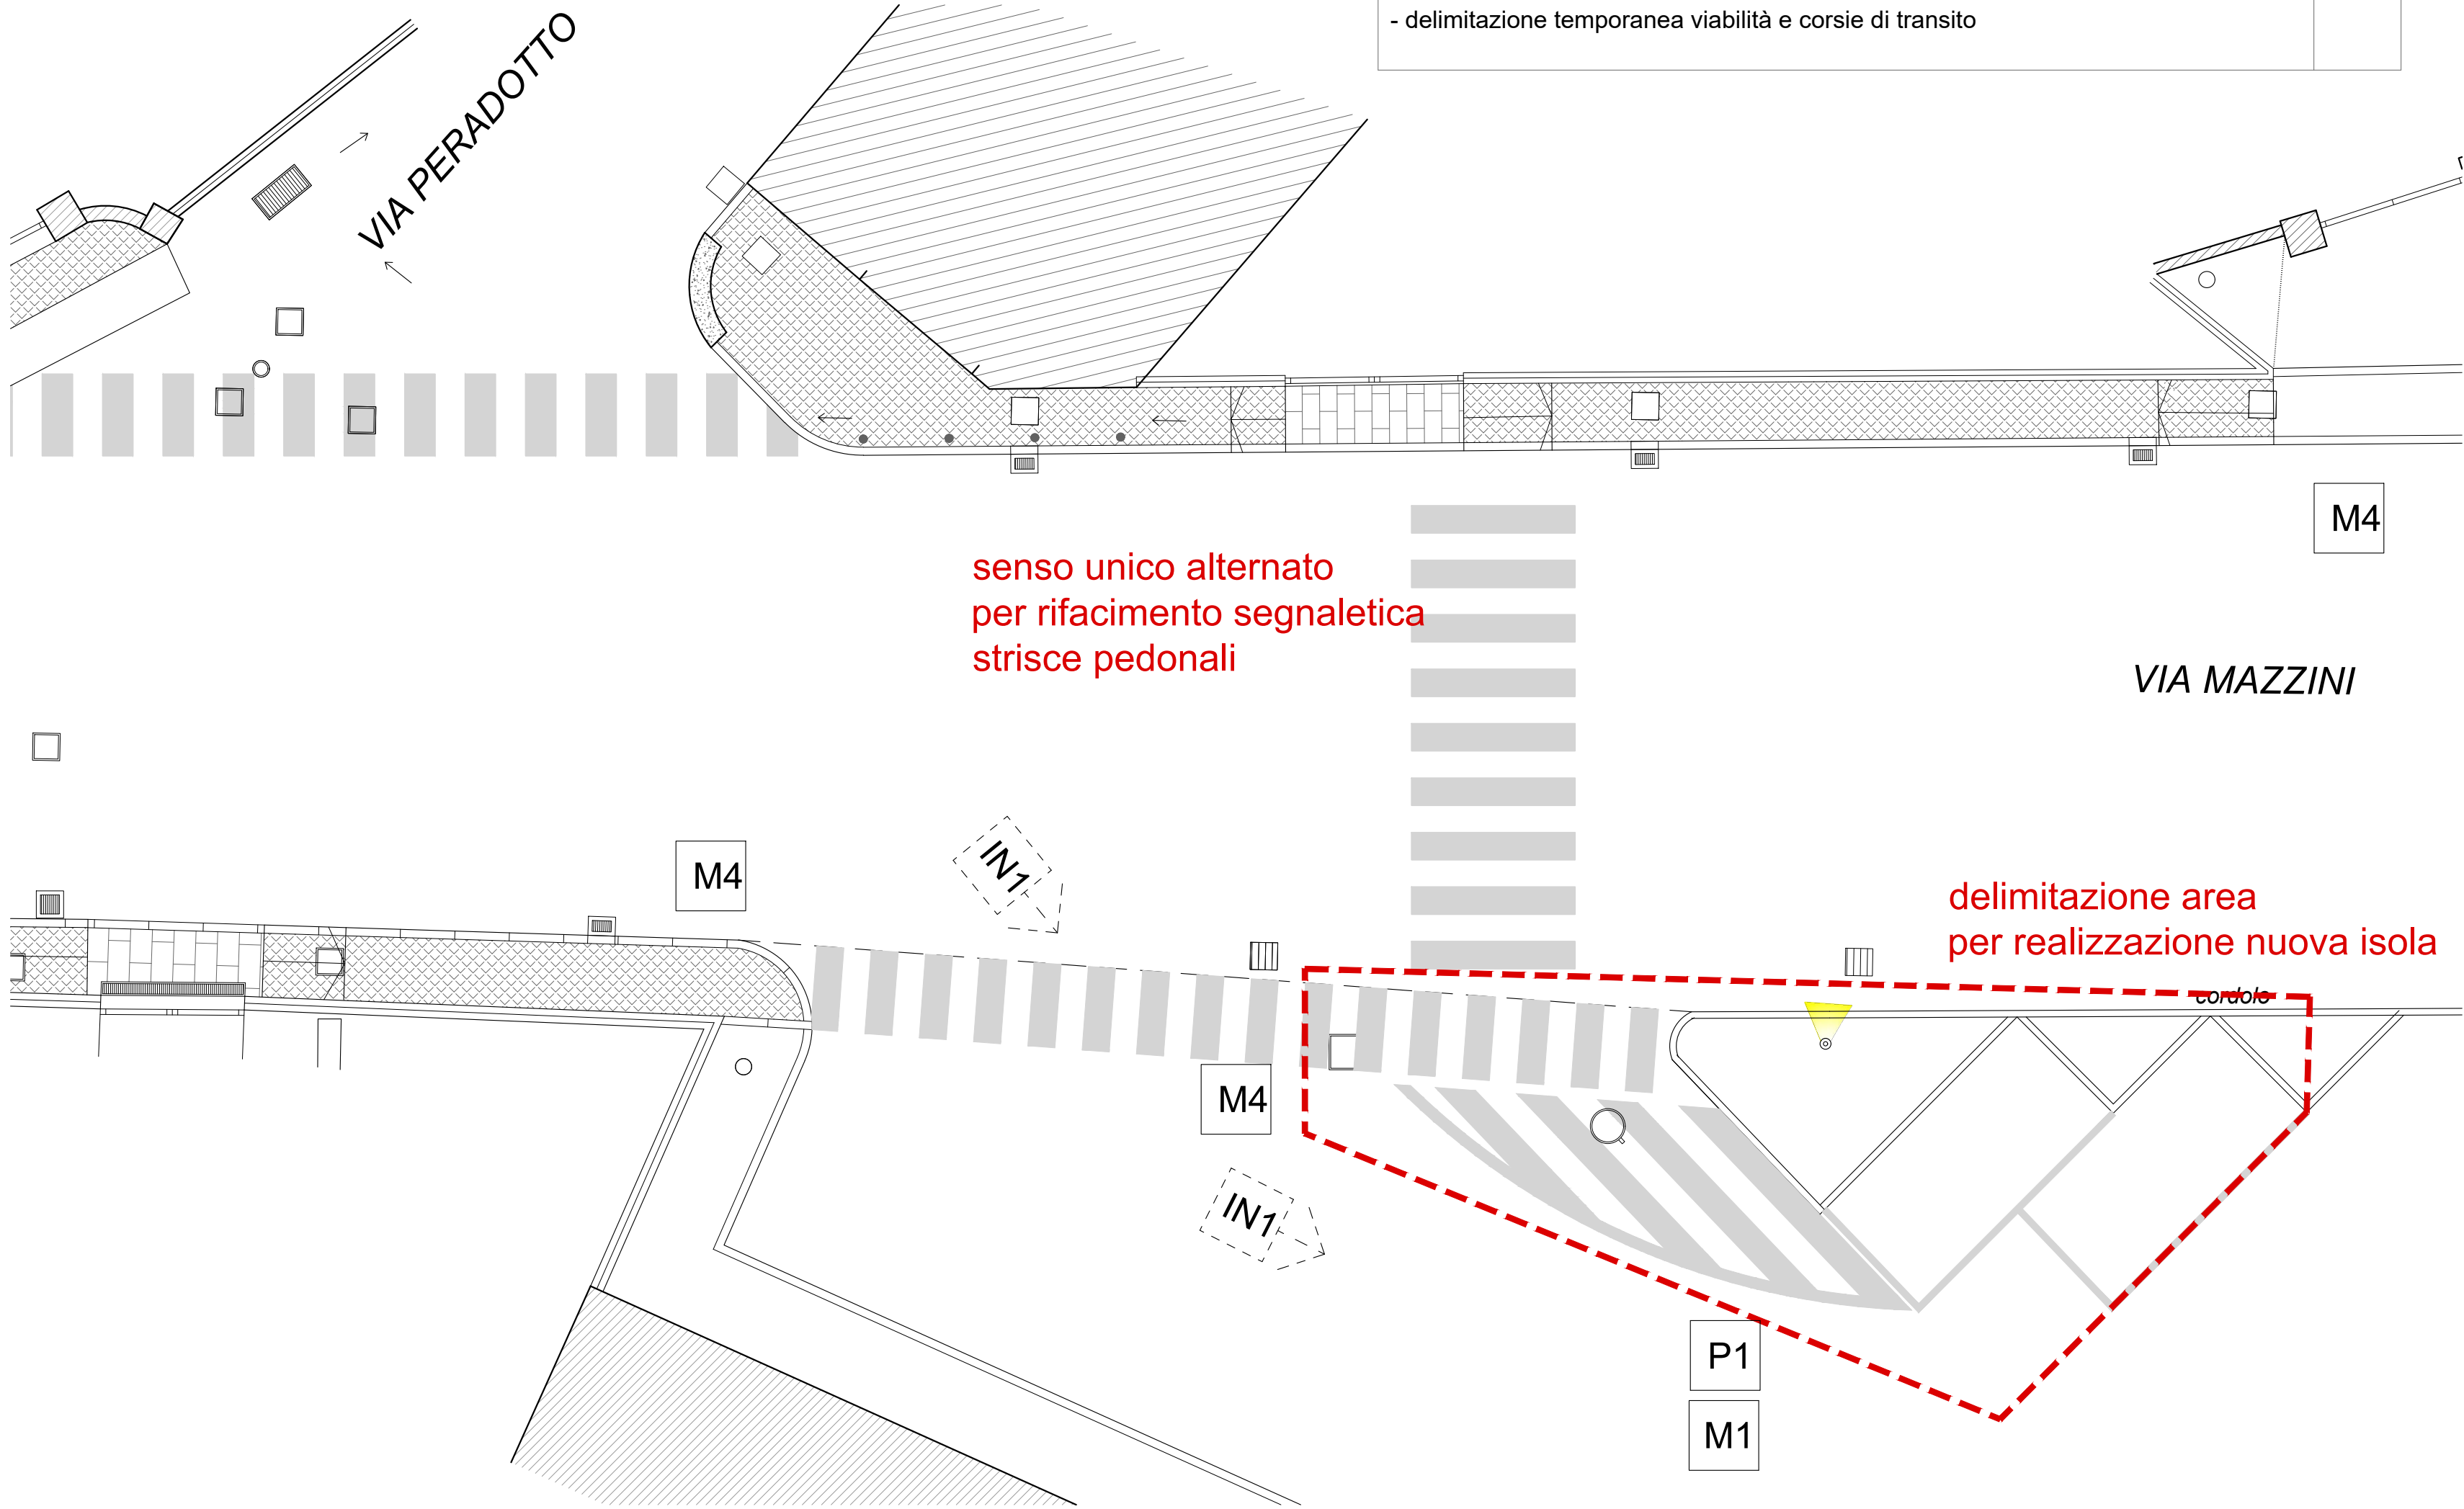 - delimitazione temporanea viabilità e corsie di transito
VIA PERADOTTO
M4
senso unico alternato
per rifacimento segnaletica
strisce pedonali
VIA MAZZINI
M4
IN1
delimitazione area
per realizzazione nuova isola
cordolo
M4
IN1
P1
M1